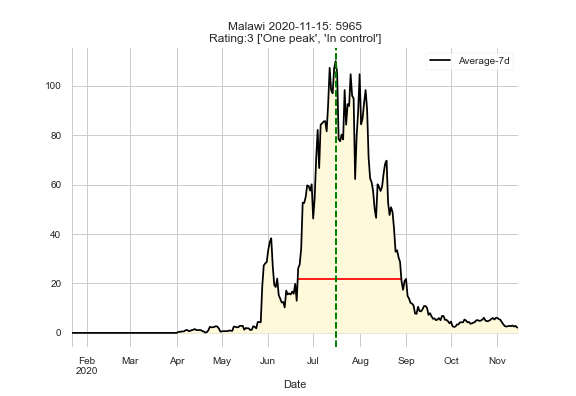 Malawi 2020-11-15: 5965
Rating:3 ['One peak', 'In control']
Average-7d
100
80
60
40
20
0
Feb Mar Apr May Jun Jul Aug Sep Oct Nov
2020
Date